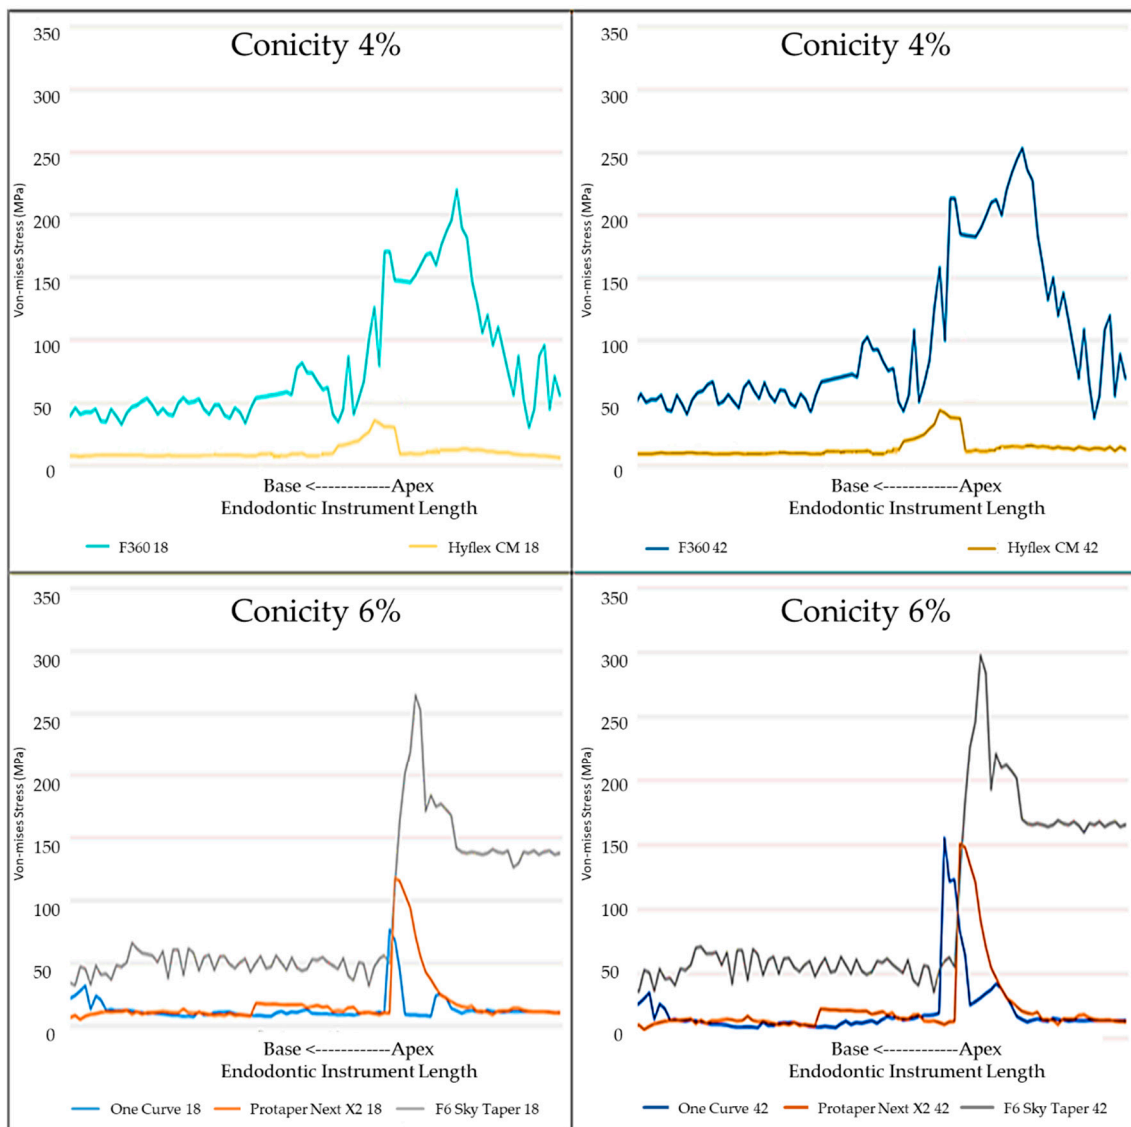 Conicity 4%
350
300
250
200
150
100
50
0
Von-mises Stress (MPa)
Base <------------Apex
Endodontic Instrument Length
F360 18
Hyflex CM 18
Conicity 4%
350
300
250
200
150
100
50
0
Base <------------Apex
Endodontic Instrument Length
F360 42
Hyflex CM 42
Conicity 6%
350
300
250
200
150
100
50
0
Von-mises Stress (MPa)
Base <------------Apex
Endodontic Instrument Length
One Curve 18
Protaper Next X2 18
F6 Sky Taper 18
Conicity 6%
350
300
250
200
150
100
50
0
Von-mises Stress (MPa)
Base <------------Apex
Endodontic Instrument Length
One Curve 42
Protaper Next X2 42
F6 Sky Taper 42
Von-mises Stress (MPa)